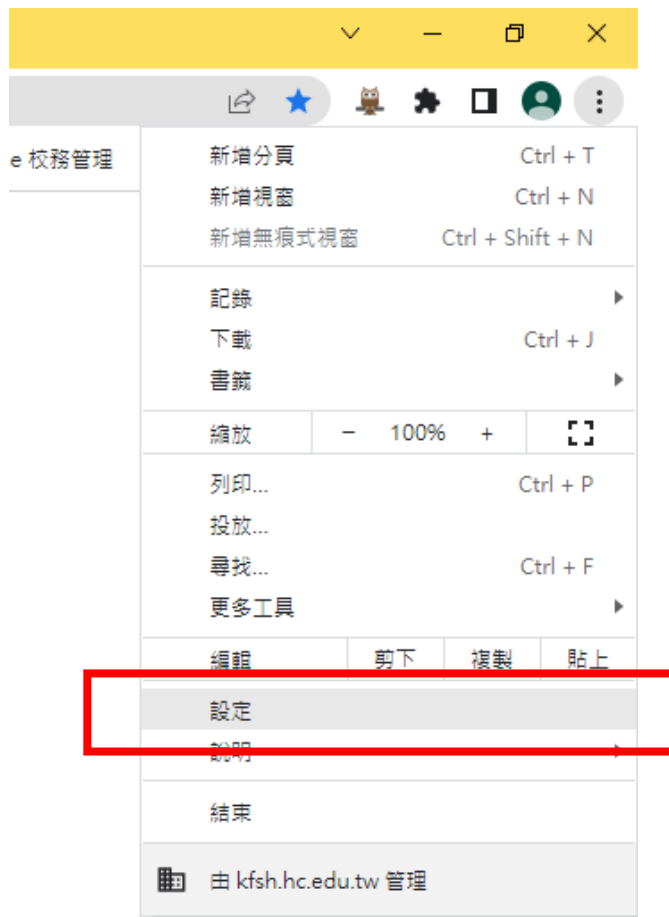 e 校務管理
新增分頁 Ctrl + T
新增視窗 Ctrl + N
新增無痕式視窗 Ctrl + Shift + N
記錄
下載 Ctrl + J
書籤
縮放 − 100% +
列印... Ctrl + P
投放...
尋找... Ctrl + F
更多工具
編輯 剪下 複製 貼上
設定
說明
結束
由 kfsh.hc.edu.tw 管理